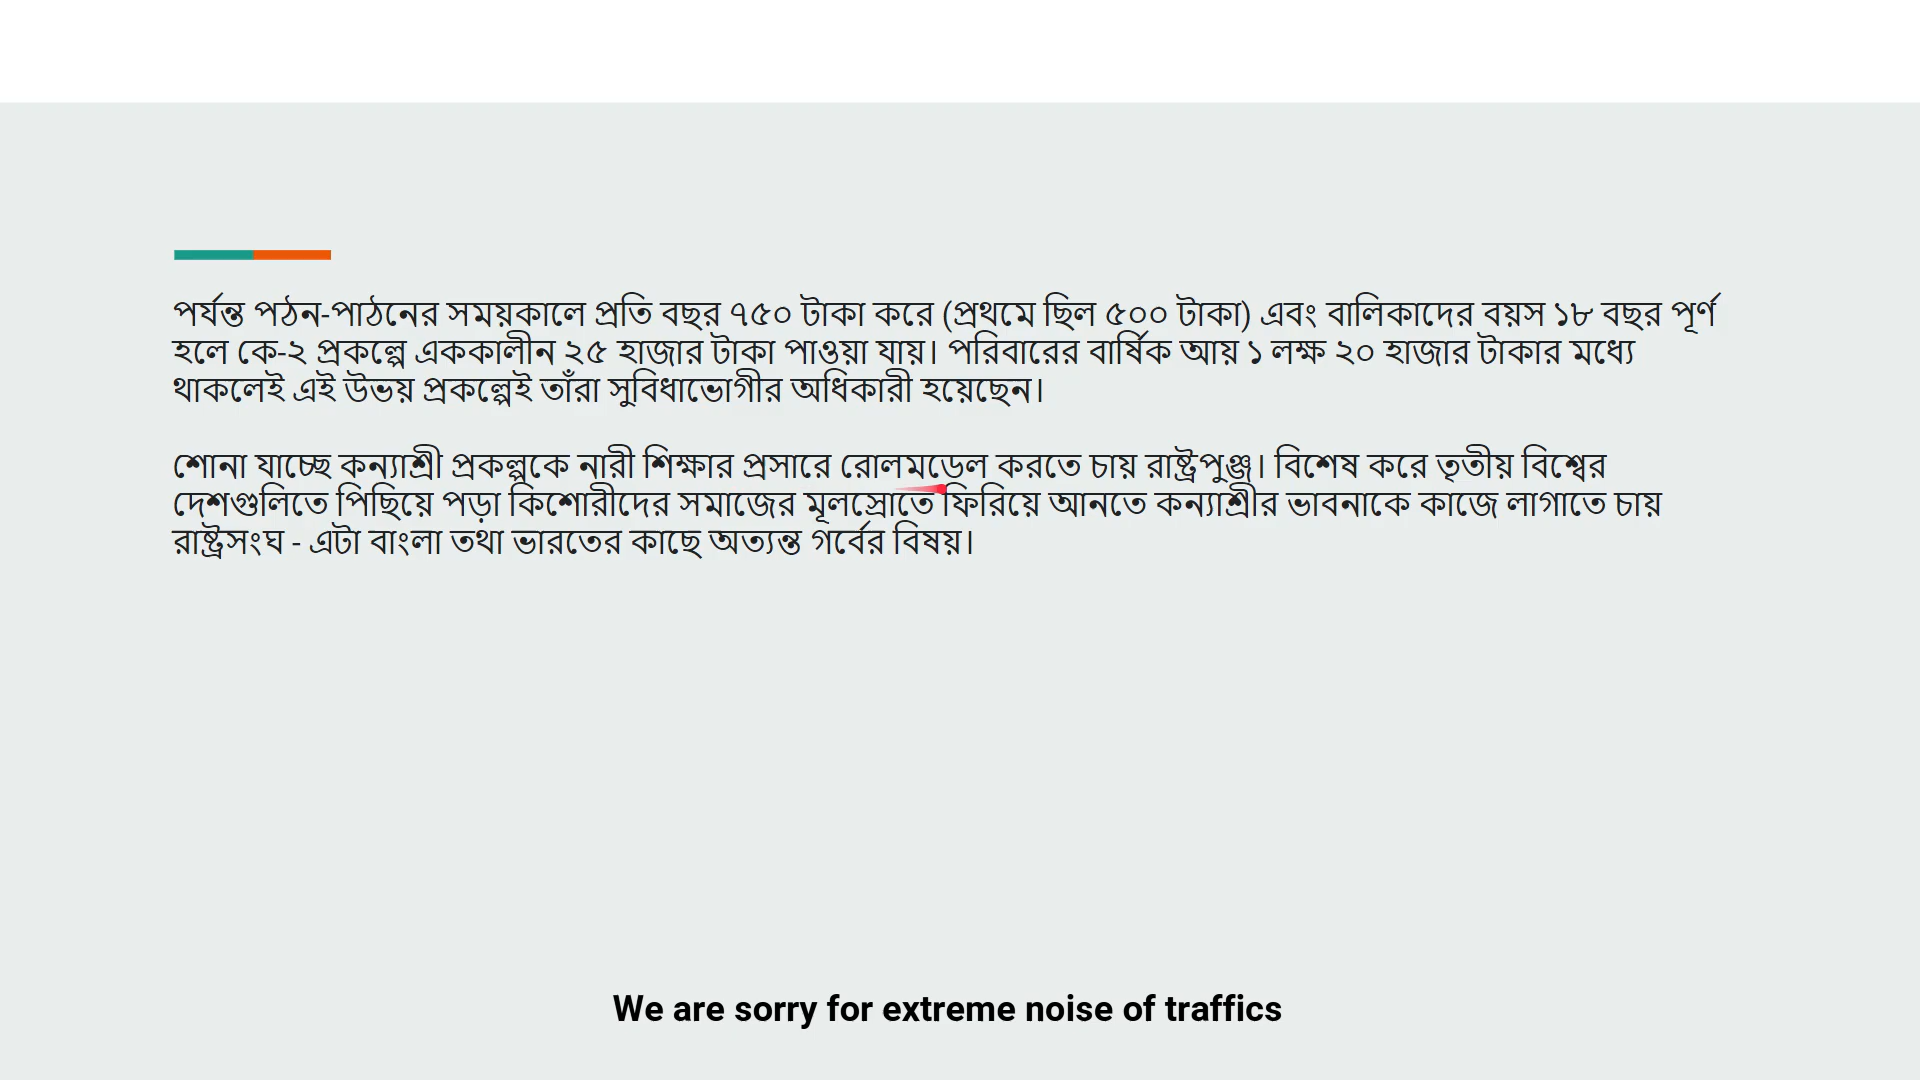 পর্যন্ত পঠন-পাঠনের সময়কালে প্রতি বছর ৭৫০ টাকা করে (প্রথমে ছিল ৫০০ টাকা) এবং বালিকাদের বয়স ১৮ বছর পূর্ণ
হলে কে-২ প্রকল্পে এককালীন ২৫ হাজার টাকা পাওয়া যায়। পরিবারের বার্ষিক আয় ১ লক্ষ ২০ হাজার টাকার মধ্যে
থাকলেই এই উভয় প্রকল্পেই তাঁরা সুবিধাভোগীর অধিকারী হয়েছেন।
শোনা যাচ্ছে কন্যাশ্রী প্রকল্পকে নারী শিক্ষার প্রসারে রোলমডেল করতে চায় রাষ্ট্রপুঞ্জ। বিশেষ করে তৃতীয় বিশ্বের
দেশগুলিতে পিছিয়ে পড়া কিশোরীদের সমাজের মূলস্রোতে ফিরিয়ে আনতে কন্যাশ্রীর ভাবনাকে কাজে লাগাতে চায়
রাষ্ট্রসংঘ - এটা বাংলা তথা ভারতের কাছে অত্যন্ত গর্বের বিষয়।
We are sorry for extreme noise of traffics